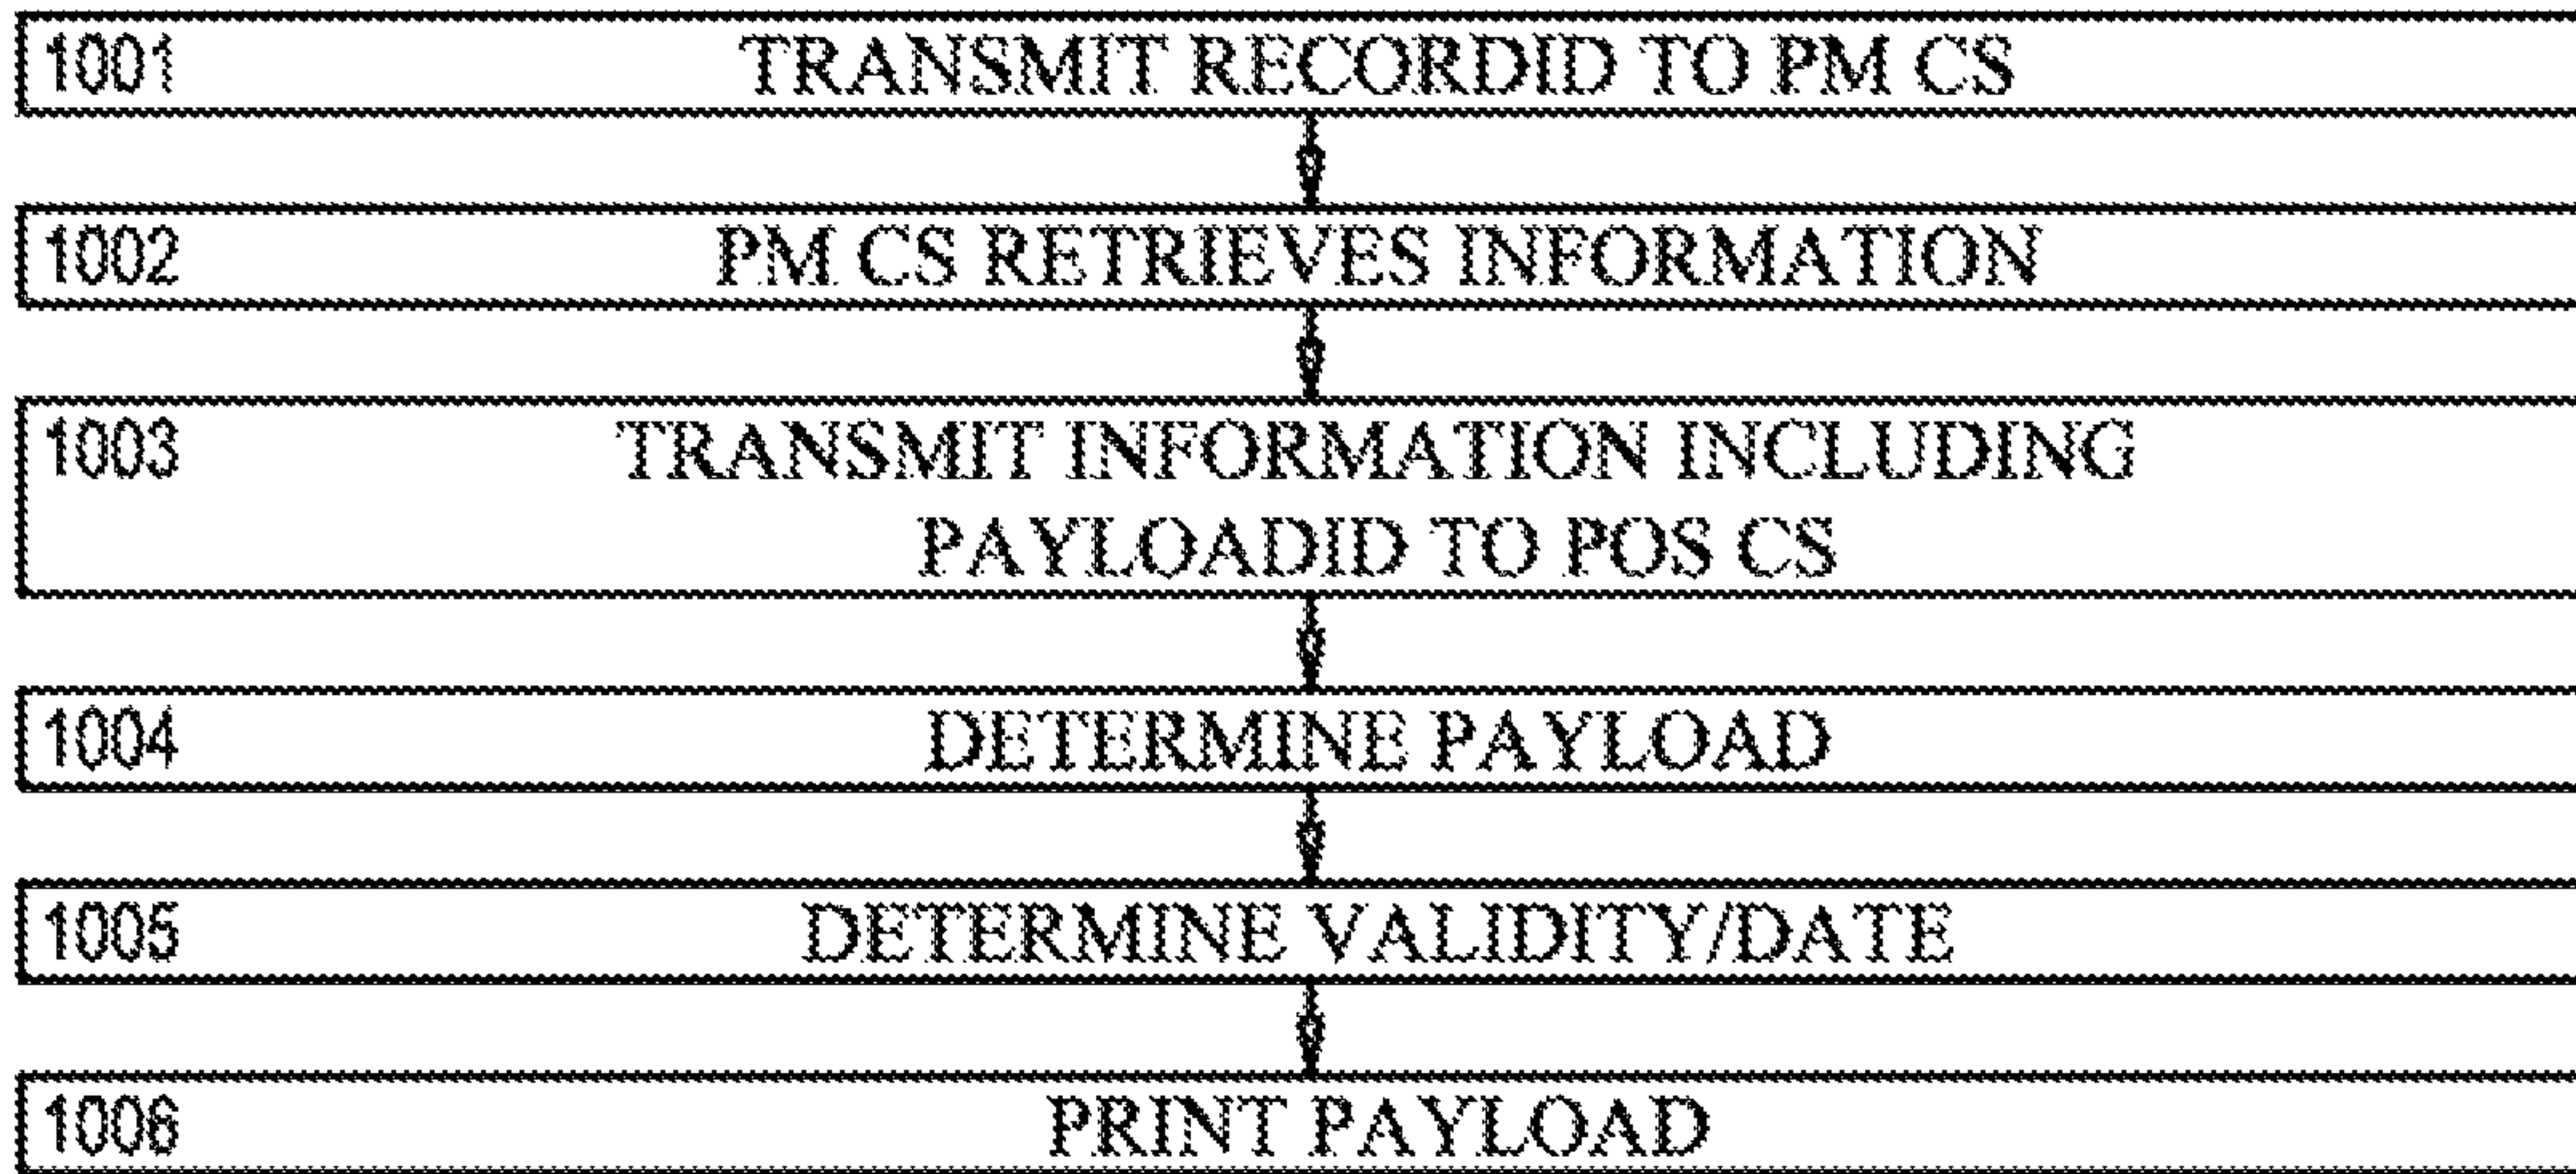 1001 TRANSMIT RECORDID TO PM CS
1002 PM CS RETRIEVES INFORMATION
1003 TRANSMIT INFORMATION INCLUDING
PAYLOADID TO POS CS
1004 DETERMINE PAYLOAD
1005 DETERMINE VALIDITY/DATE
1006 PRINT PAYLOAD